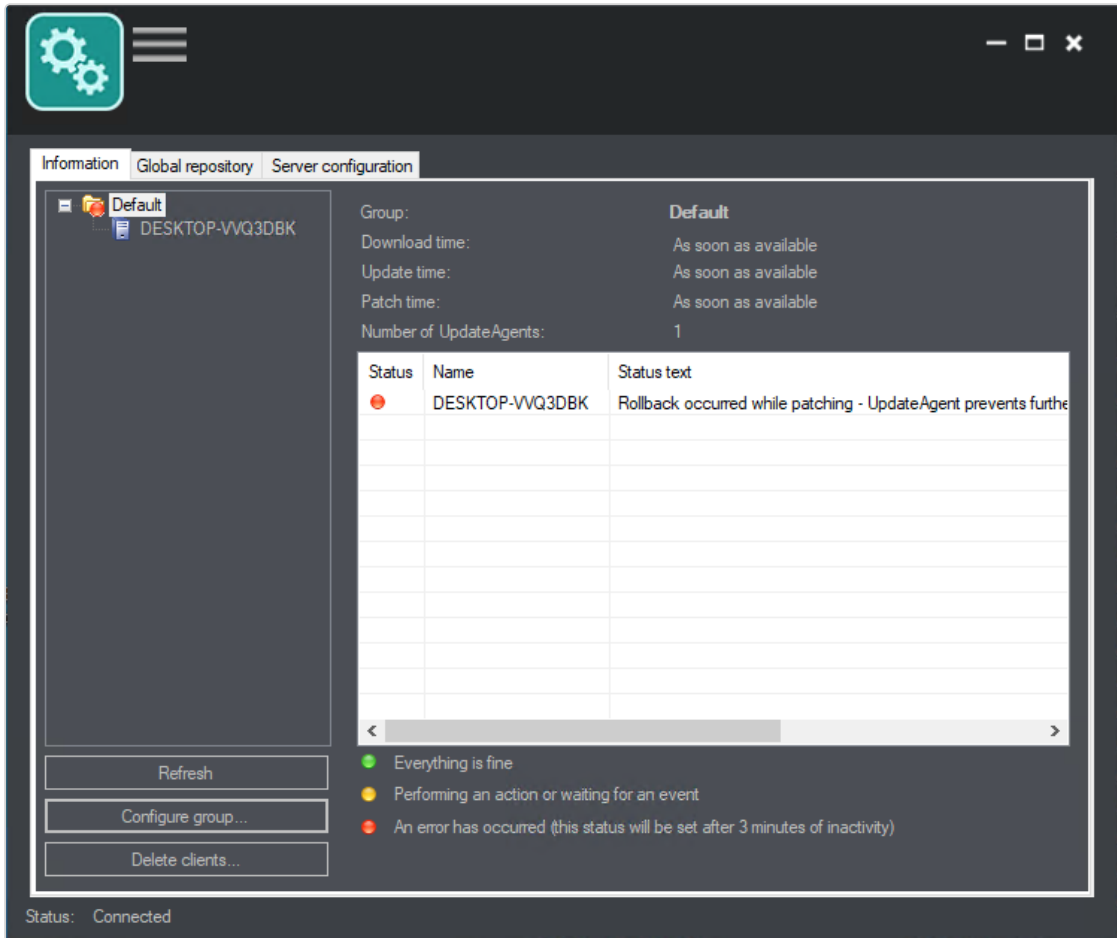 Information Global repository Server configuration
Default
DESKTOP-VVQ3DBK
Group: Default
Download time: As soon as available
Update time: As soon as available
Patch time: As soon as available
Number of UpdateAgents: 1
Status Name Status text
DESKTOP-VVQ3DBK Rollback occurred while patching - UpdateAgent prevents furthe
Everything is fine
Performing an action or waiting for an event
An error has occurred (this status will be set after 3 minutes of inactivity)
Refresh
Configure group...
Delete clients...
Status: Connected